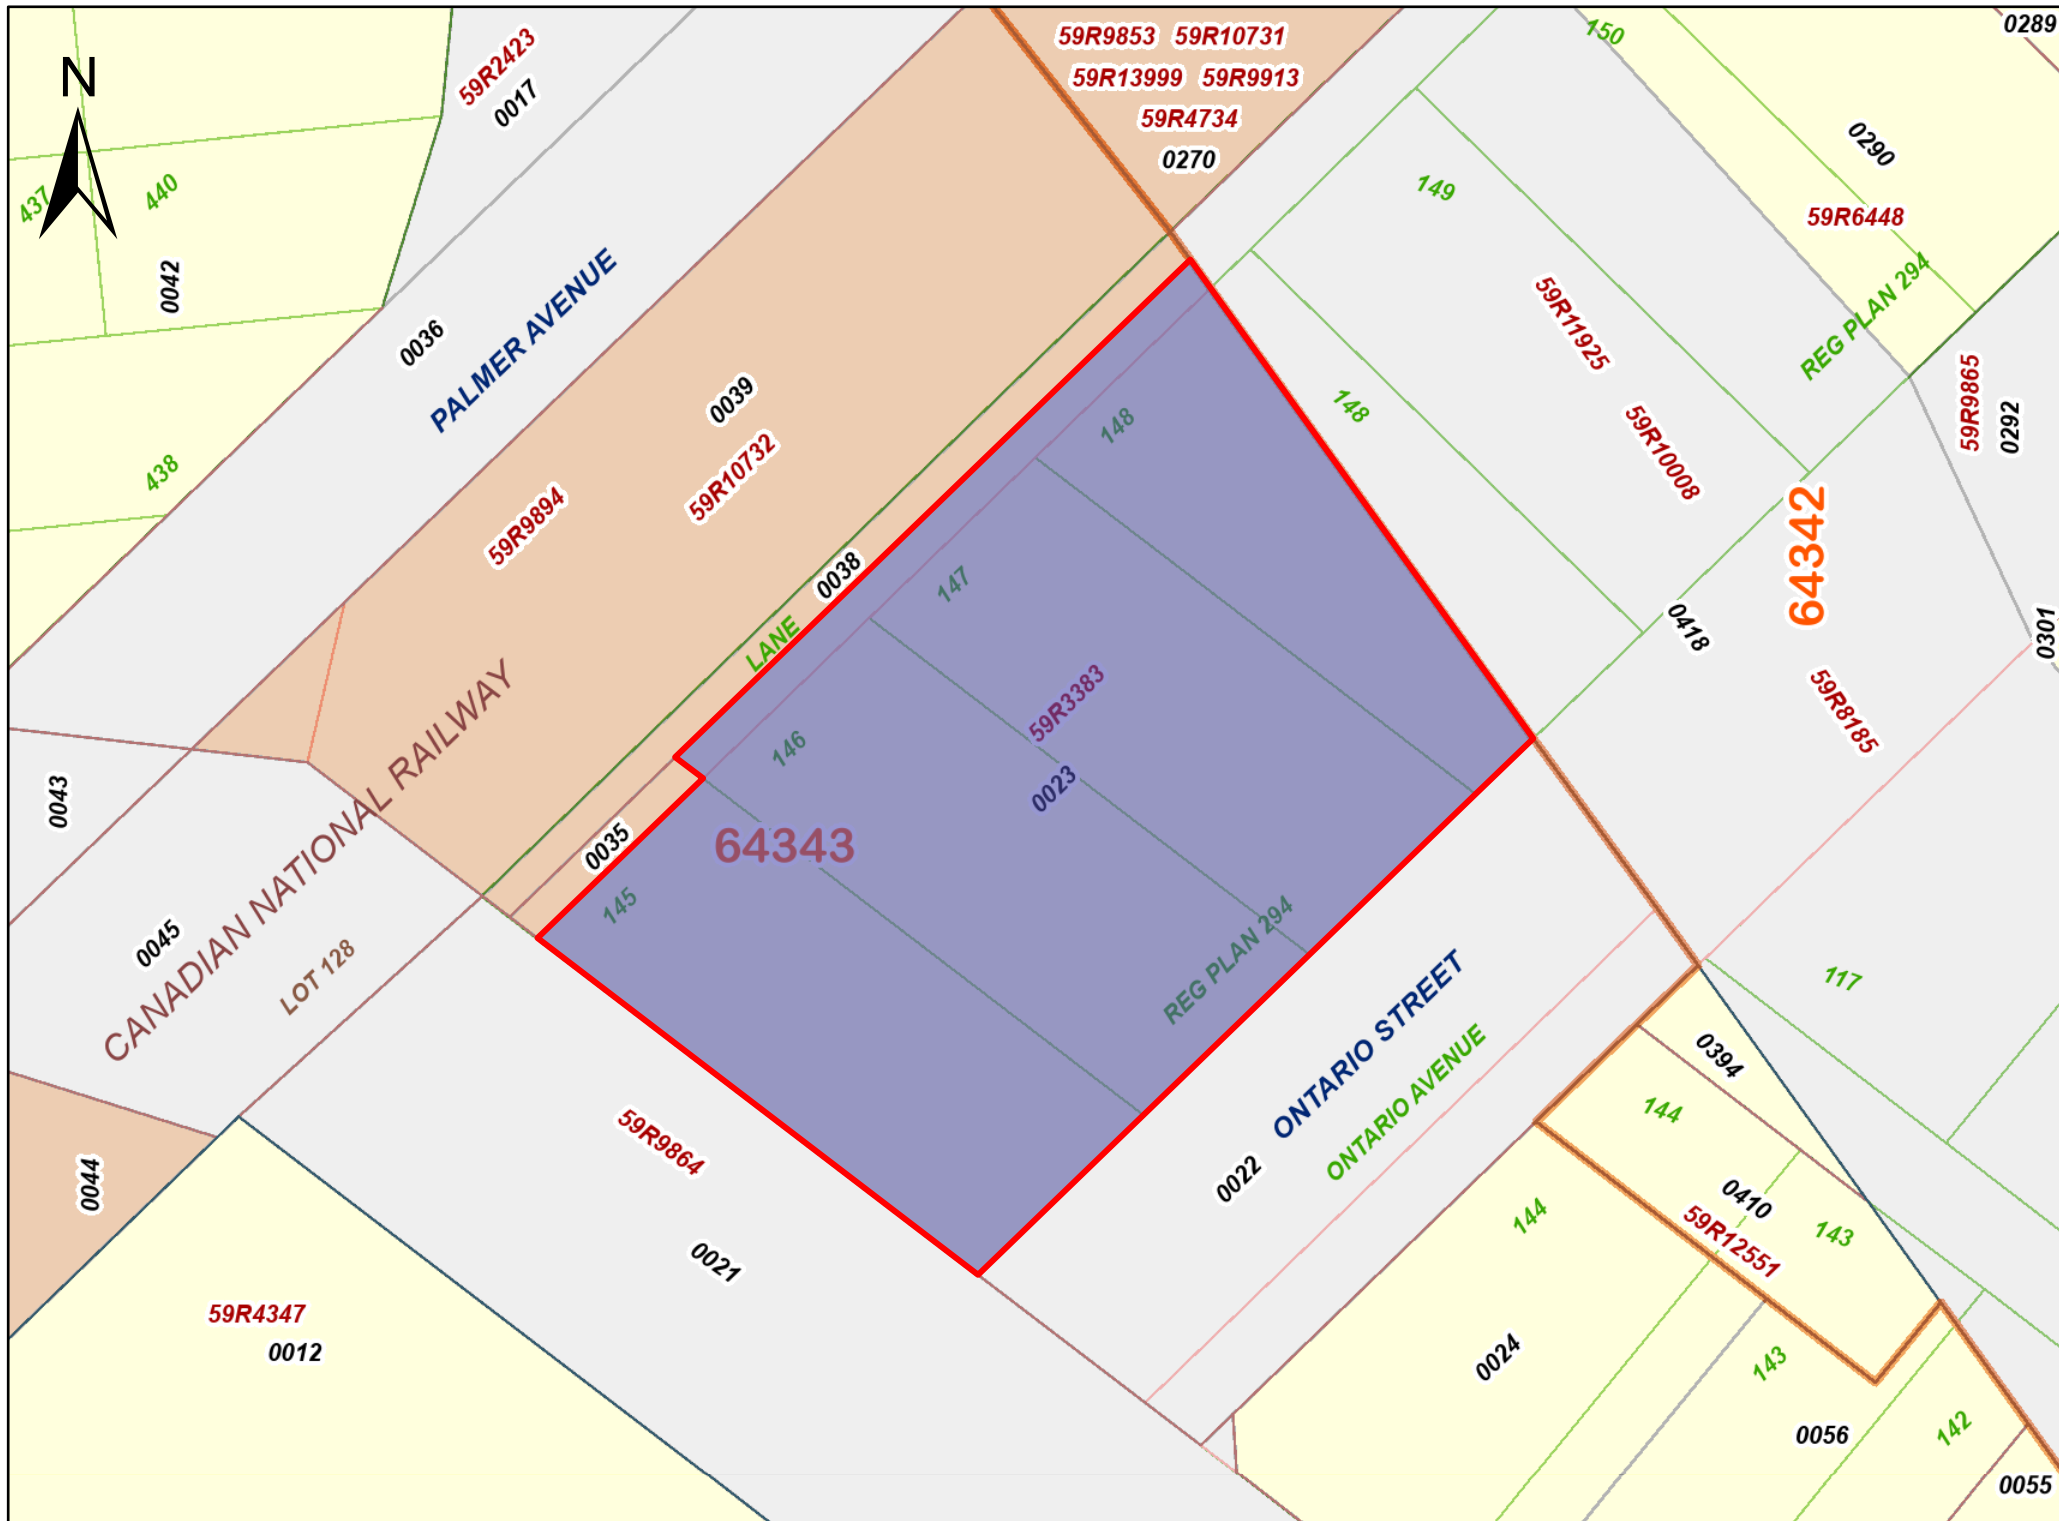 0289
150
59R9853 59R10731
59R13999 59R9913
59R4734
0270
59R2423
0017
N
437
440
0042
0290
149
59R6448
REG PLAN 294
PALMER AVENUE
0036
59R11925
59R9865
0292
0039
59R10732
148
148
59R10008
438
59R9894
64342
0038
147
LANE
0418
0301
59R3383
59R8185
146
0023
CANADIAN NATIONAL RAILWAY
0043
0035
64343
145
REG PLAN 294
0045
LOT 128
117
ONTARIO STREET
ONTARIO AVENUE
0394
144
59R9864
0044
0022
0410
144
59R12551
143
0021
59R4347
0012
0024
143
0056
142
0055